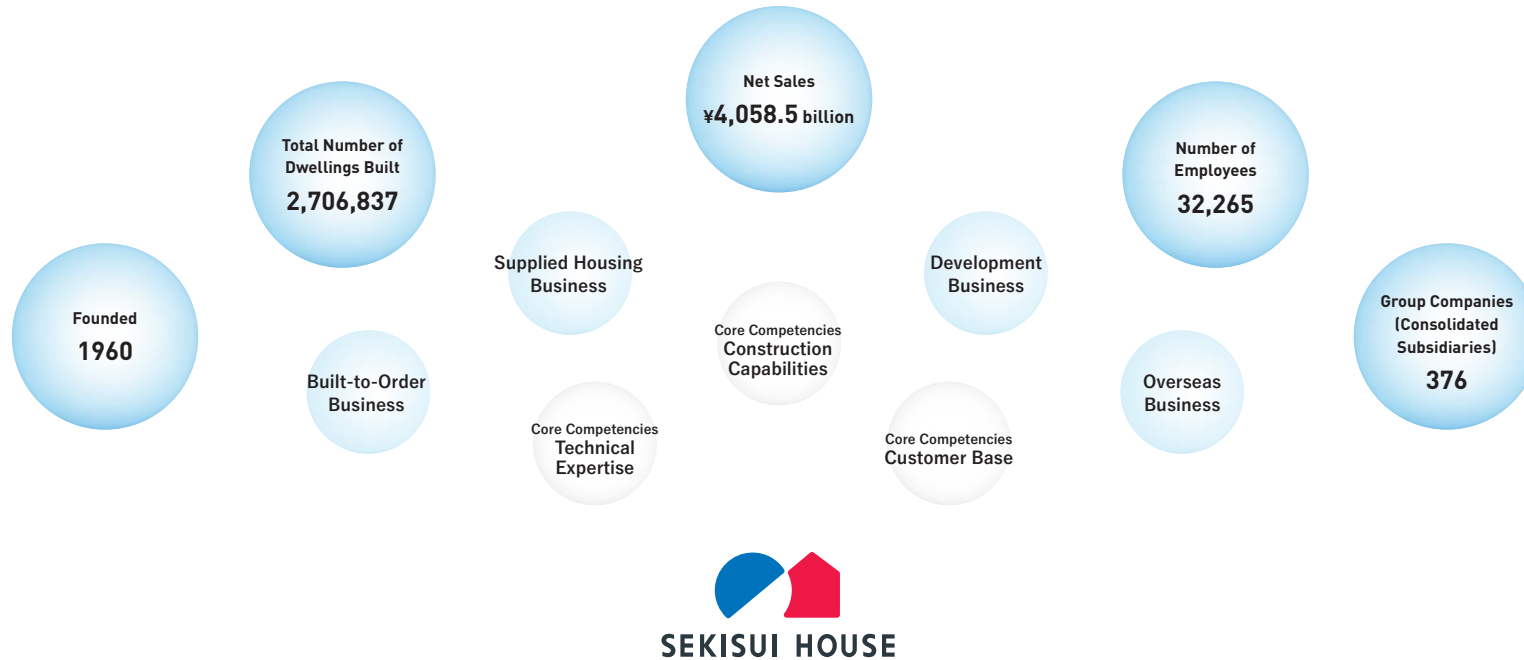 Net Sales
¥4,058.5 billion
Total Number of
Dwellings Built
2,706,837
Number of
Employees
32,265
Founded
1960
Supplied Housing
Business
Development
Business
Group Companies
(Consolidated
Subsidiaries)
376
Built-to-Order
Business
Core Competencies
Construction
Capabilities
Overseas
Business
Core Competencies
Technical
Expertise
Core Competencies
Customer Base
SEKISUI HOUSE